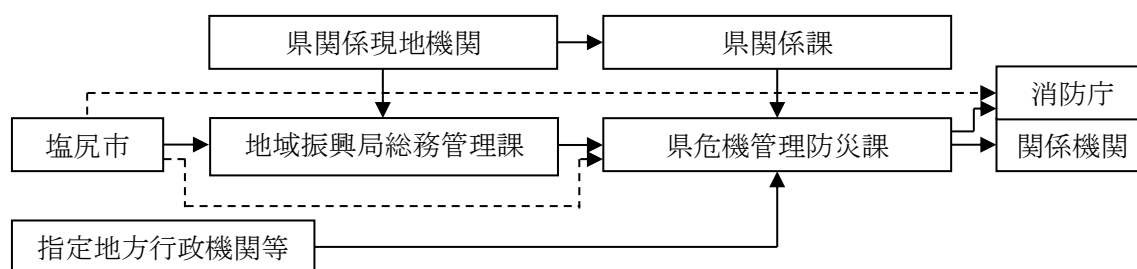 県関係現地機関
県関係課
消防庁
塩尻市
地域振興局総務管理課
県危機管理防災課
関係機関
指定地方行政機関等